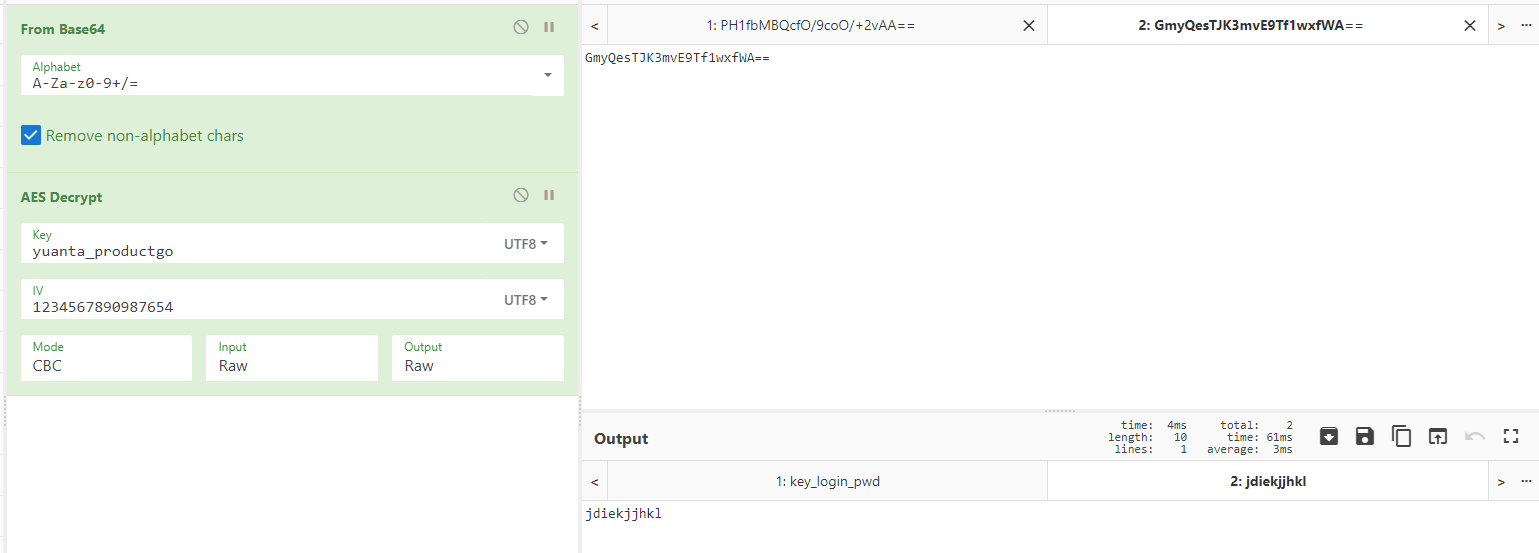 From Base64
Alphabet
A-Za-z0-9+/=
Remove non-alphabet chars
AES Decrypt
Key
yuanta_productgo
UTF8
IV
1234567890987654
UTF8
Mode
CBC
Input
Raw
Output
Raw
< 1: PH1fbMBQcfO/9coO/+2vAA== 2: GmyQesTJK3mvE9Tf1wxfWA== > ...
GmyQesTJK3mvE9Tf1wxfWA==
Output
time: 4ms total: 2
length: 10 time: 61ms
lines: 1 average: 3ms
< 1: key_login_pwd 2: jdiekjjhkl > ...
jdiekjjhkl